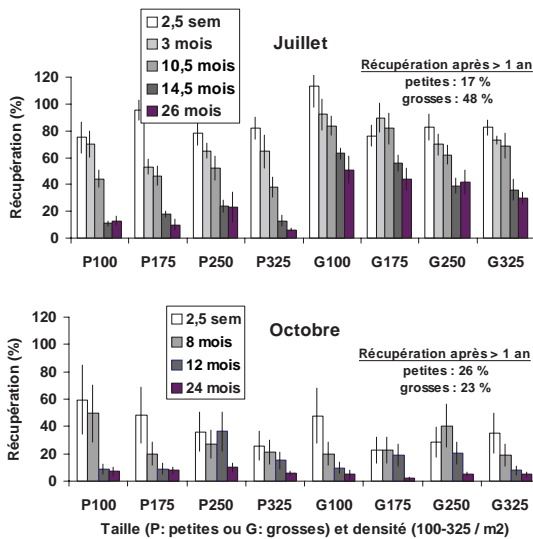 2,5 sem
3 mois
10,5 mois
14,5 mois
26 mois
Juillet
Récupération après > 1 an
petites : 17 %
grosses : 48 %
Récupération (%)
120
100
80
60
40
20
0
P100 P175 P250 P325 G100 G175 G250 G325
2,5 sem
8 mois
12 mois
24 mois
Octobre
Récupération après > 1 an
petites : 26 %
grosses : 23 %
Récupération (%)
120
100
80
60
40
20
0
P100 P175 P250 P325 G100 G175 G250 G325
Taille (P: petites ou G: grosses) et densité (100-325 / m2)